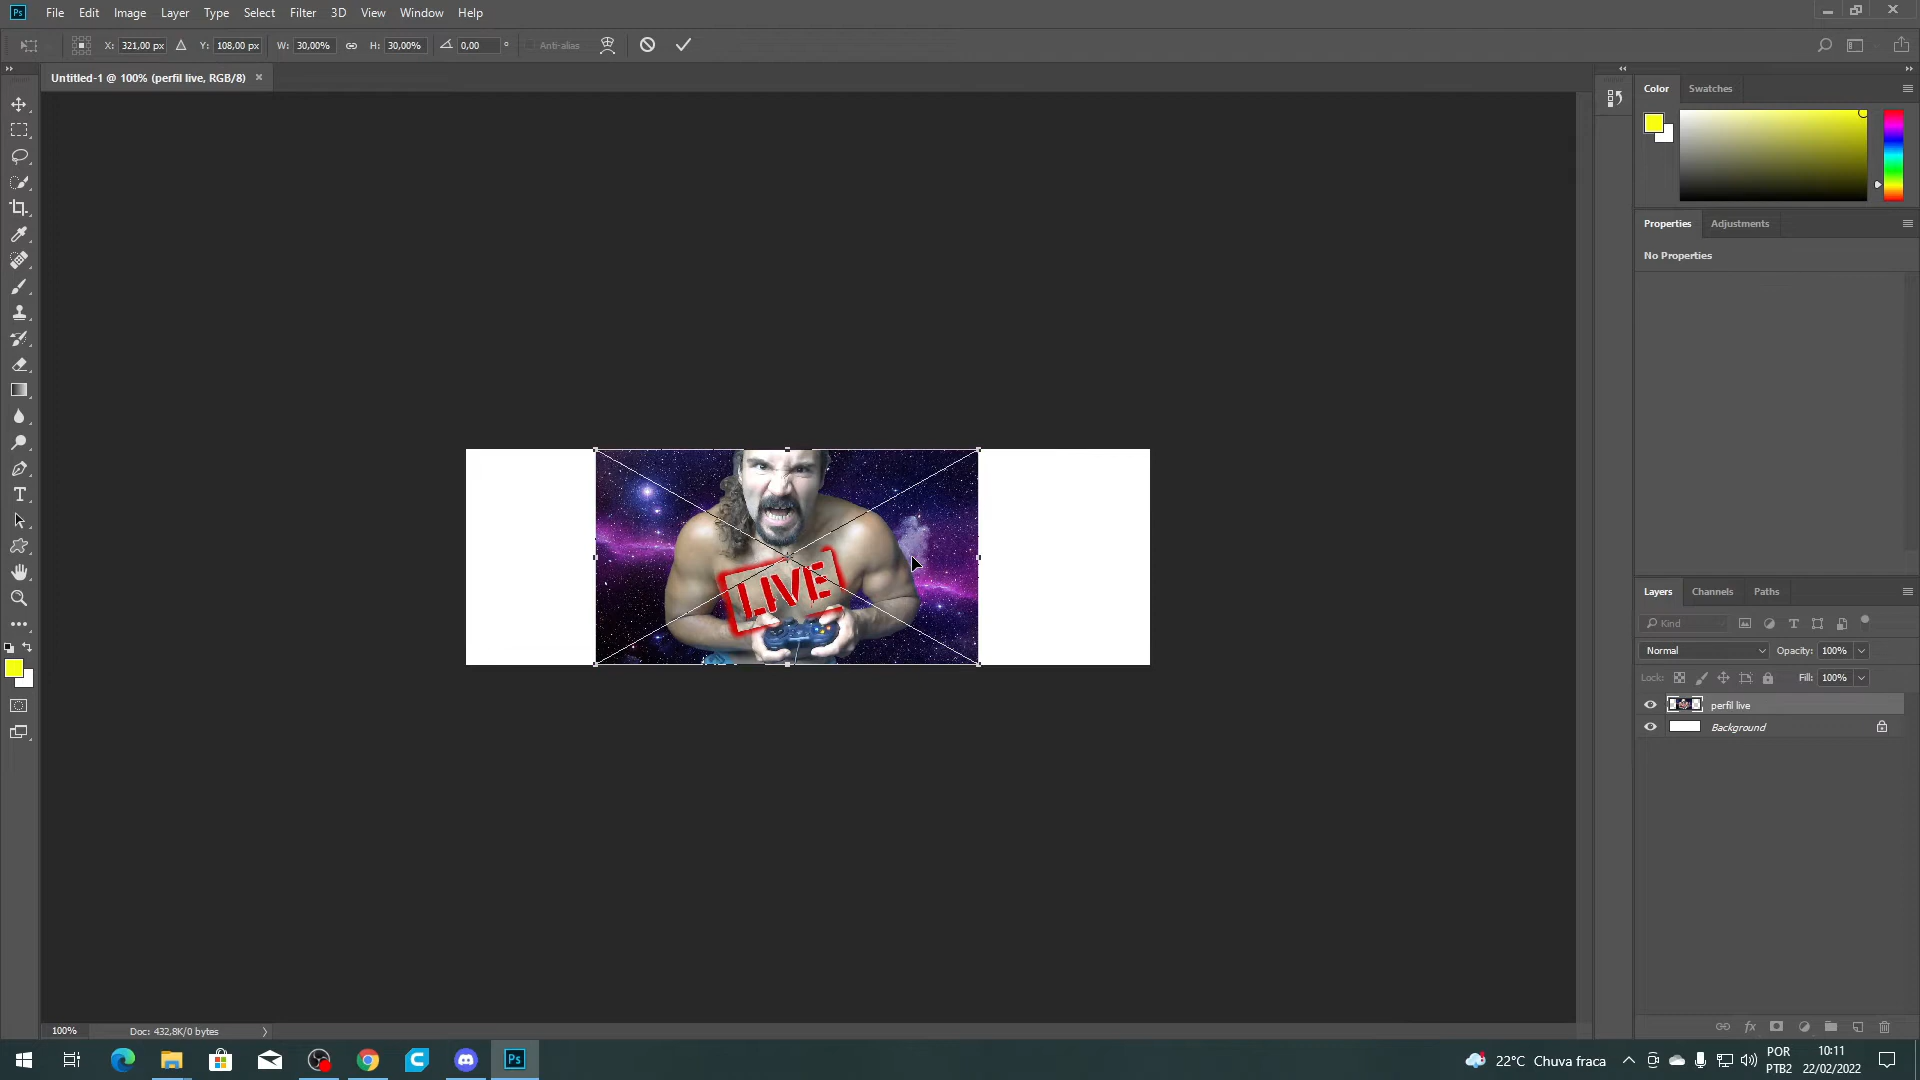 Ps File Edit Image Layer Type Select Filter 3D View Window Help
X: 321,00 px Y: 108,00 px W: 30,00% H: 30,00% 0,00 ° Anti-alias
Untitled-1 @ 100% (perfil live, RGB/8) ×
Color Swatches
Properties Adjustments
No Properties
LIVE
Layers Channels Paths
Kind
Normal Opacity: 100%
Lock: Fill: 100%
perfil live
Background
100% Doc: 432,8K/0 bytes
Ps 22°C Chuva fraca POR PTB2 10:11 22/02/2022